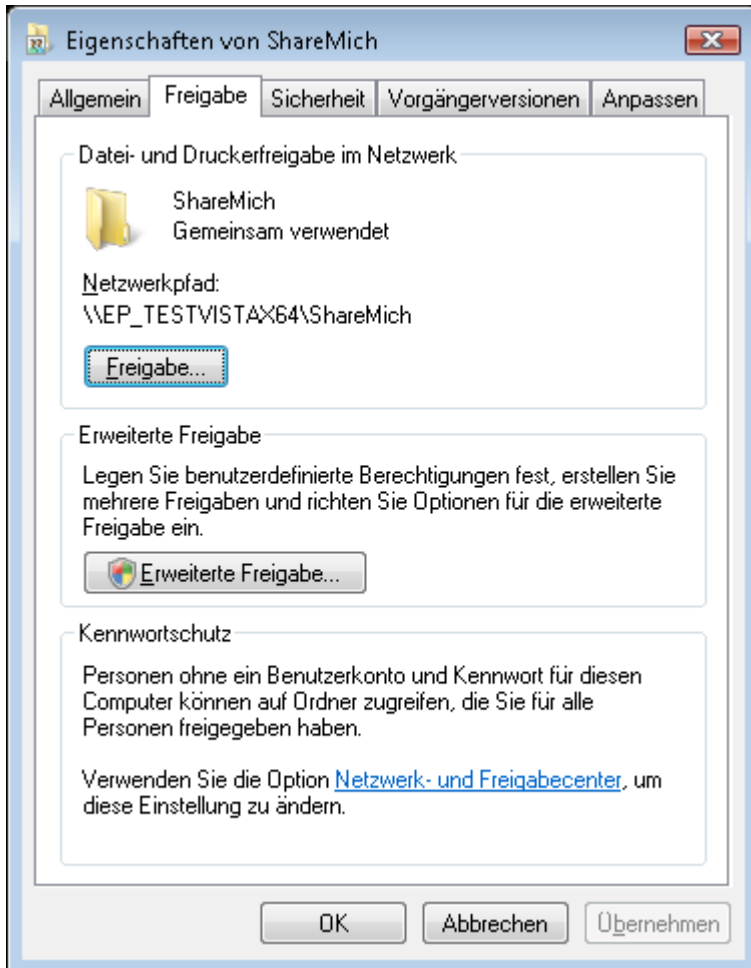 Eigenschaften von ShareMich
Allgemein Freigabe Sicherheit Vorgängerversionen Anpassen
Datei- und Druckerfreigabe im Netzwerk
ShareMich
Gemeinsam verwendet
Netzwerkpfad:
\\EP_TESTVISTAX64\ShareMich
Freigabe...
Erweiterte Freigabe
Legen Sie benutzerdefinierte Berechtigungen fest, erstellen Sie
mehrere Freigaben und richten Sie Optionen für die erweiterte
Freigabe ein.
Erweiterte Freigabe...
Kennwortschutz
Personen ohne ein Benutzerkonto und Kennwort für diesen
Computer können auf Ordner zugreifen, die Sie für alle
Personen freigegeben haben.
Verwenden Sie die Option Netzwerk- und Freigabecenter, um
diese Einstellung zu ändern.
OK Abbrechen Übernehmen